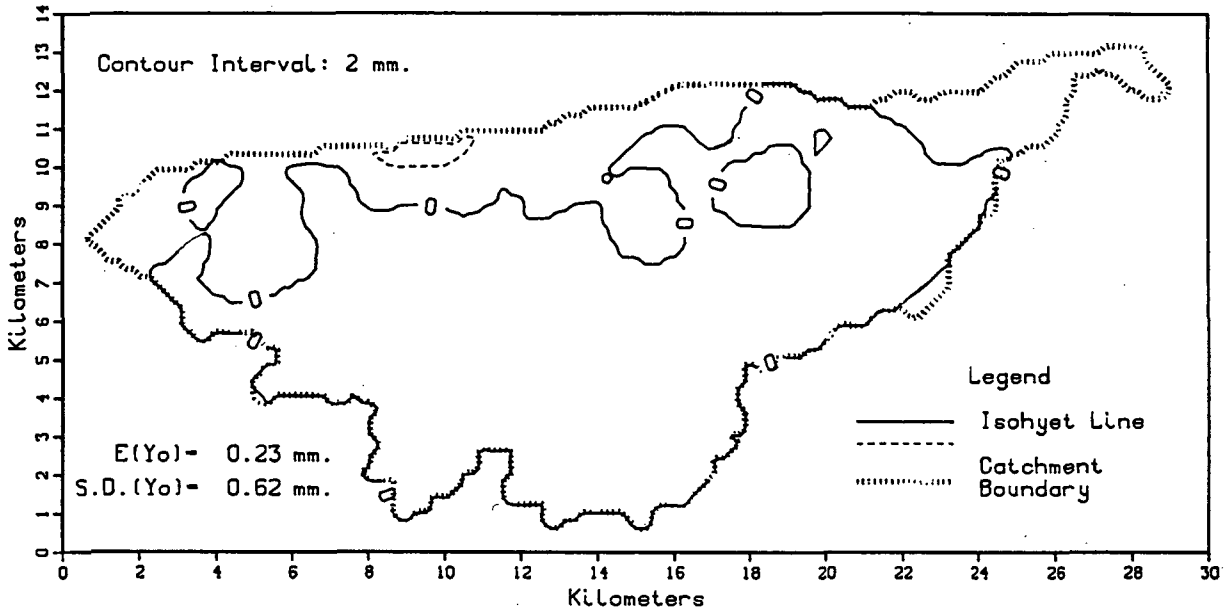 Contour Interval: 2 mm.
E(Yo)= 0.23 mm.
S.D.(Yo)= 0.62 mm.
Legend
Isohyet Line
Catchment
Boundary
Kilometers
14
13
12
11
10
9
8
7
6
5
4
3
2
1
0
0 0 0 0 0 0 0 0 0 0 0
0 2 4 6 8 10 12 14 16 18 20 22 24 26 28 30
Kilometers